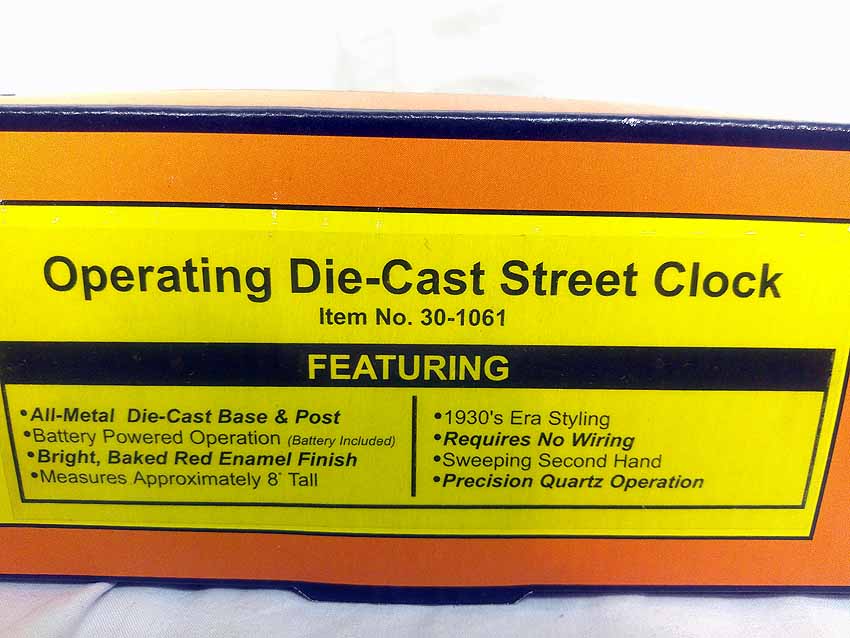 Operating Die-Cast Street Clock
Item No. 30-1061
FEATURING
•All-Metal Die-Cast Base & Post
•Battery Powered Operation (Battery Included)
•Bright, Baked Red Enamel Finish
•Measures Approximately 8" Tall
•1930's Era Styling
•Requires No Wiring
•Sweeping Second Hand
•Precision Quartz Operation